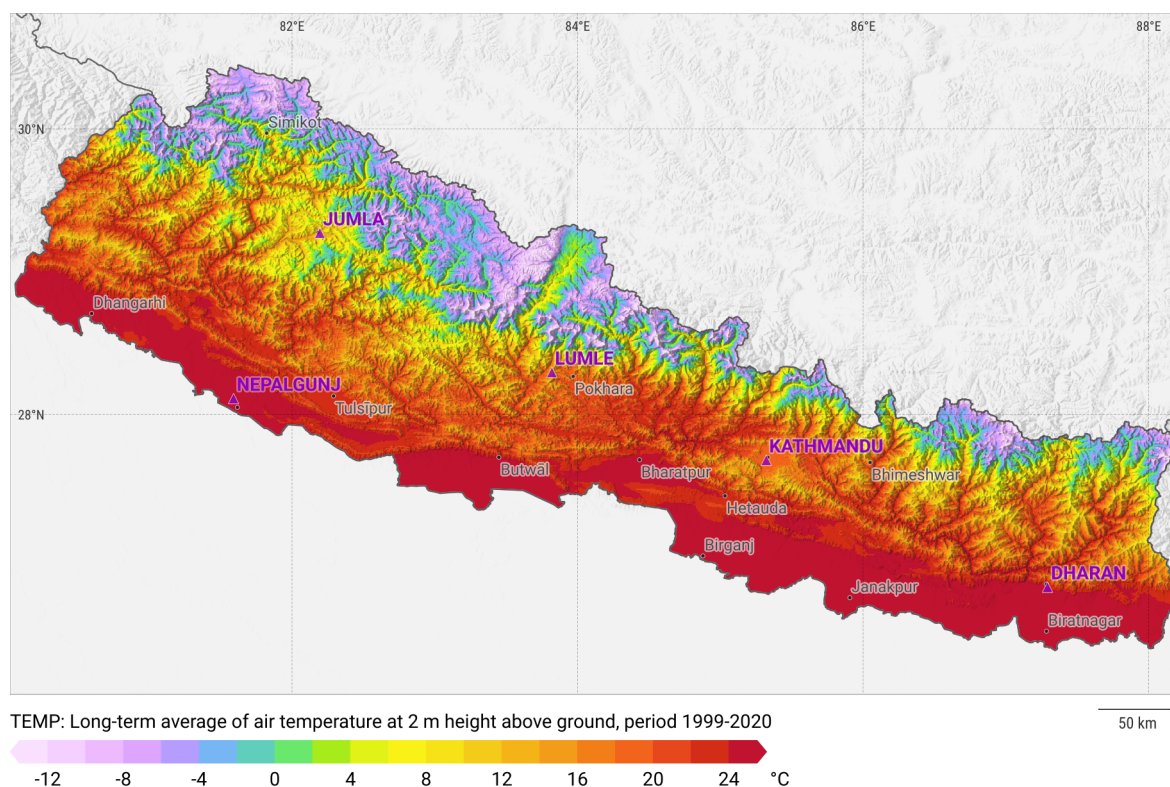 82°E 84°E 86°E 88°E
30°N
Simikot
JUMLA
Dhangarhi
LUMLE
Pokhara
NEPALGUNJ
Tulsīpur
28°N
KATHMANDU
Bhimeshwar
Butwāl
Bharatpur
Hetauda
Birganj
DHARAN
Janakpur
Biratnagar
TEMP: Long-term average of air temperature at 2 m height above ground, period 1999-2020
50 km
-12 -8 -4 0 4 8 12 16 20 24 °C